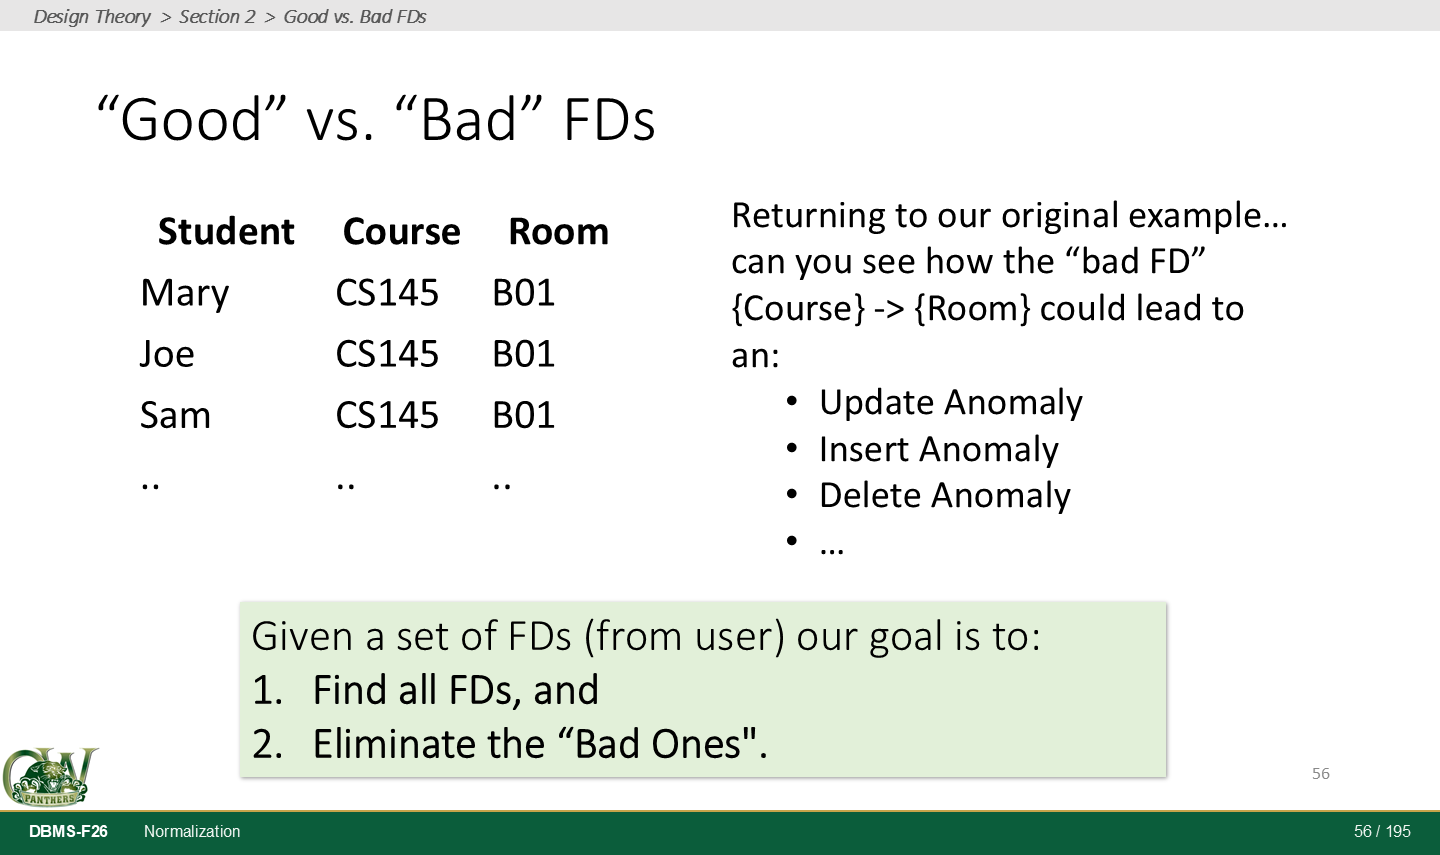 Design Theory > Section 2 > Good vs. Bad FDs
“Good” vs. “Bad” FDs
Student Course Room
Mary CS145 B01
Joe CS145 B01
Sam CS145 B01
.. .. ..
Returning to our original example…
can you see how the “bad FD”
{Course} -> {Room} could lead to
an:
• Update Anomaly
• Insert Anomaly
• Delete Anomaly
• …
Given a set of FDs (from user) our goal is to:
1. Find all FDs, and
2. Eliminate the “Bad Ones".
56
OW
PANTHERS
DBMS-F26 Normalization 56 / 195